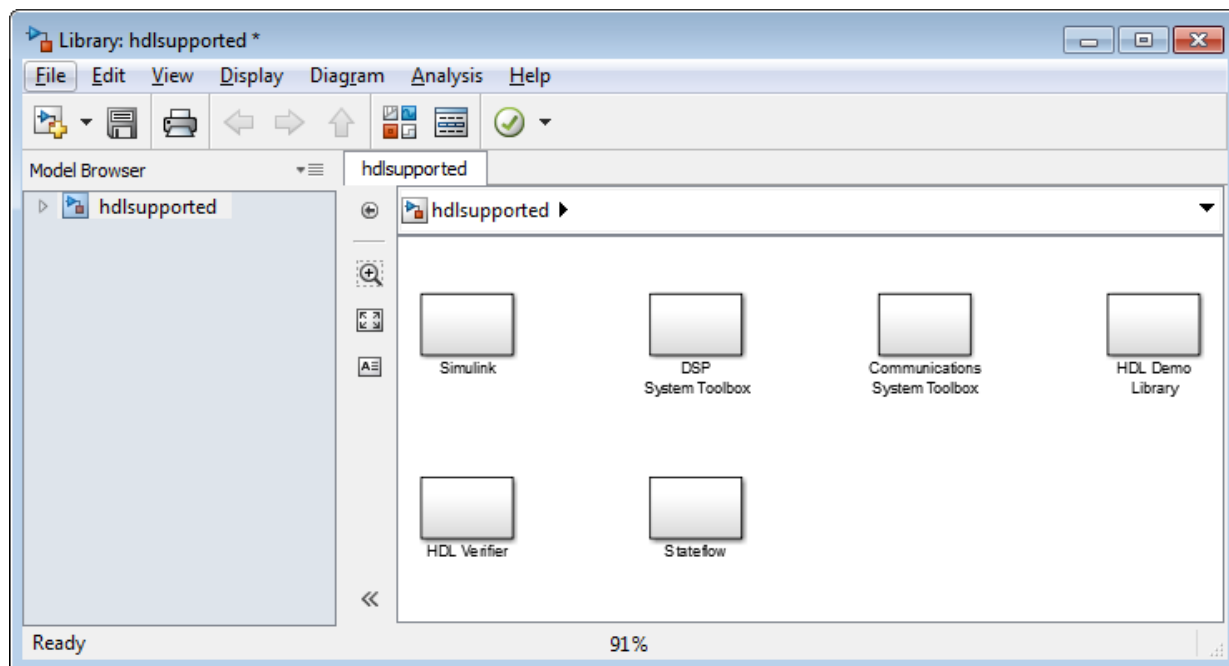 Library: hdlsupported *
File Edit View Display Diagram Analysis Help
Model Browser
hdlsupported
hdlsupported
hdlsupported
Simulink
DSP
System Toolbox
Communications
System Toolbox
HDL Demo
Library
HDL Verifier
Stateflow
Ready
91%